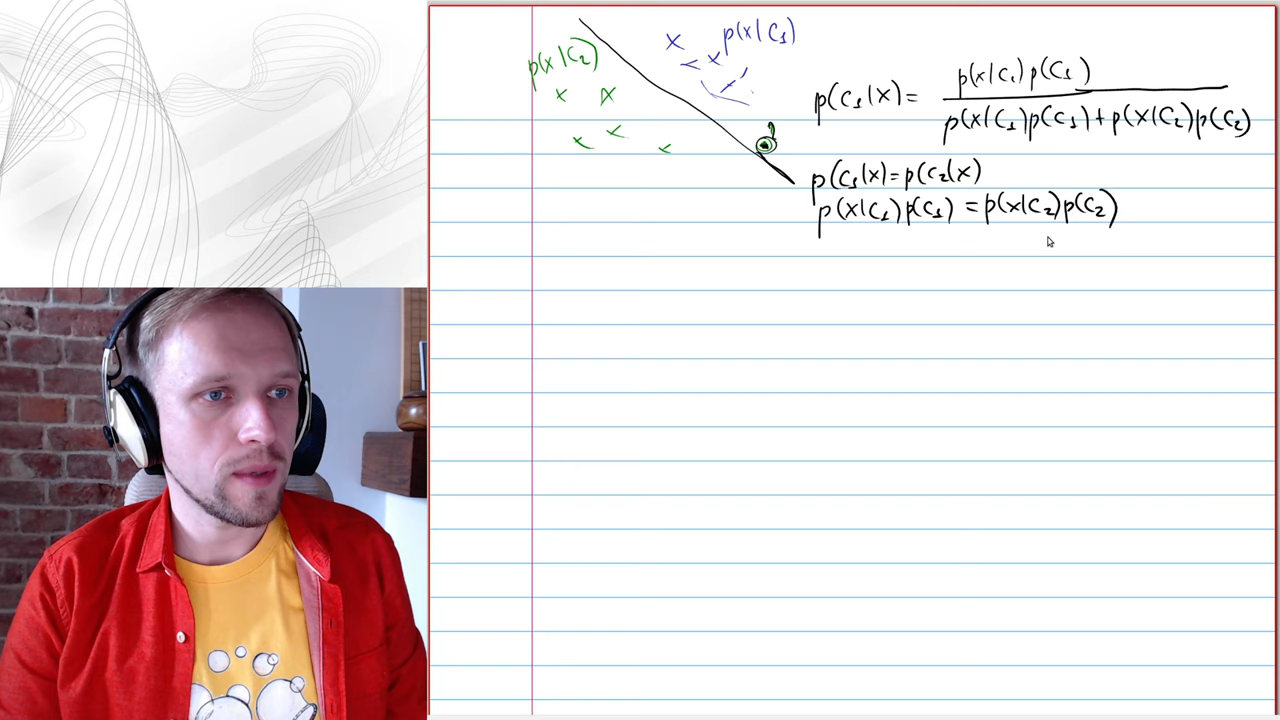 p(x|C₂)
p(x|C₁)
p(C₁|x) = p(x|C₁)p(C₁) / p(x|C₁)p(C₁)+p(x|C₂)p(C₂)
p(C₁|x)=p(C₂|x)
p(x|C₁)p(C₁) = p(x|C₂)p(C₂)